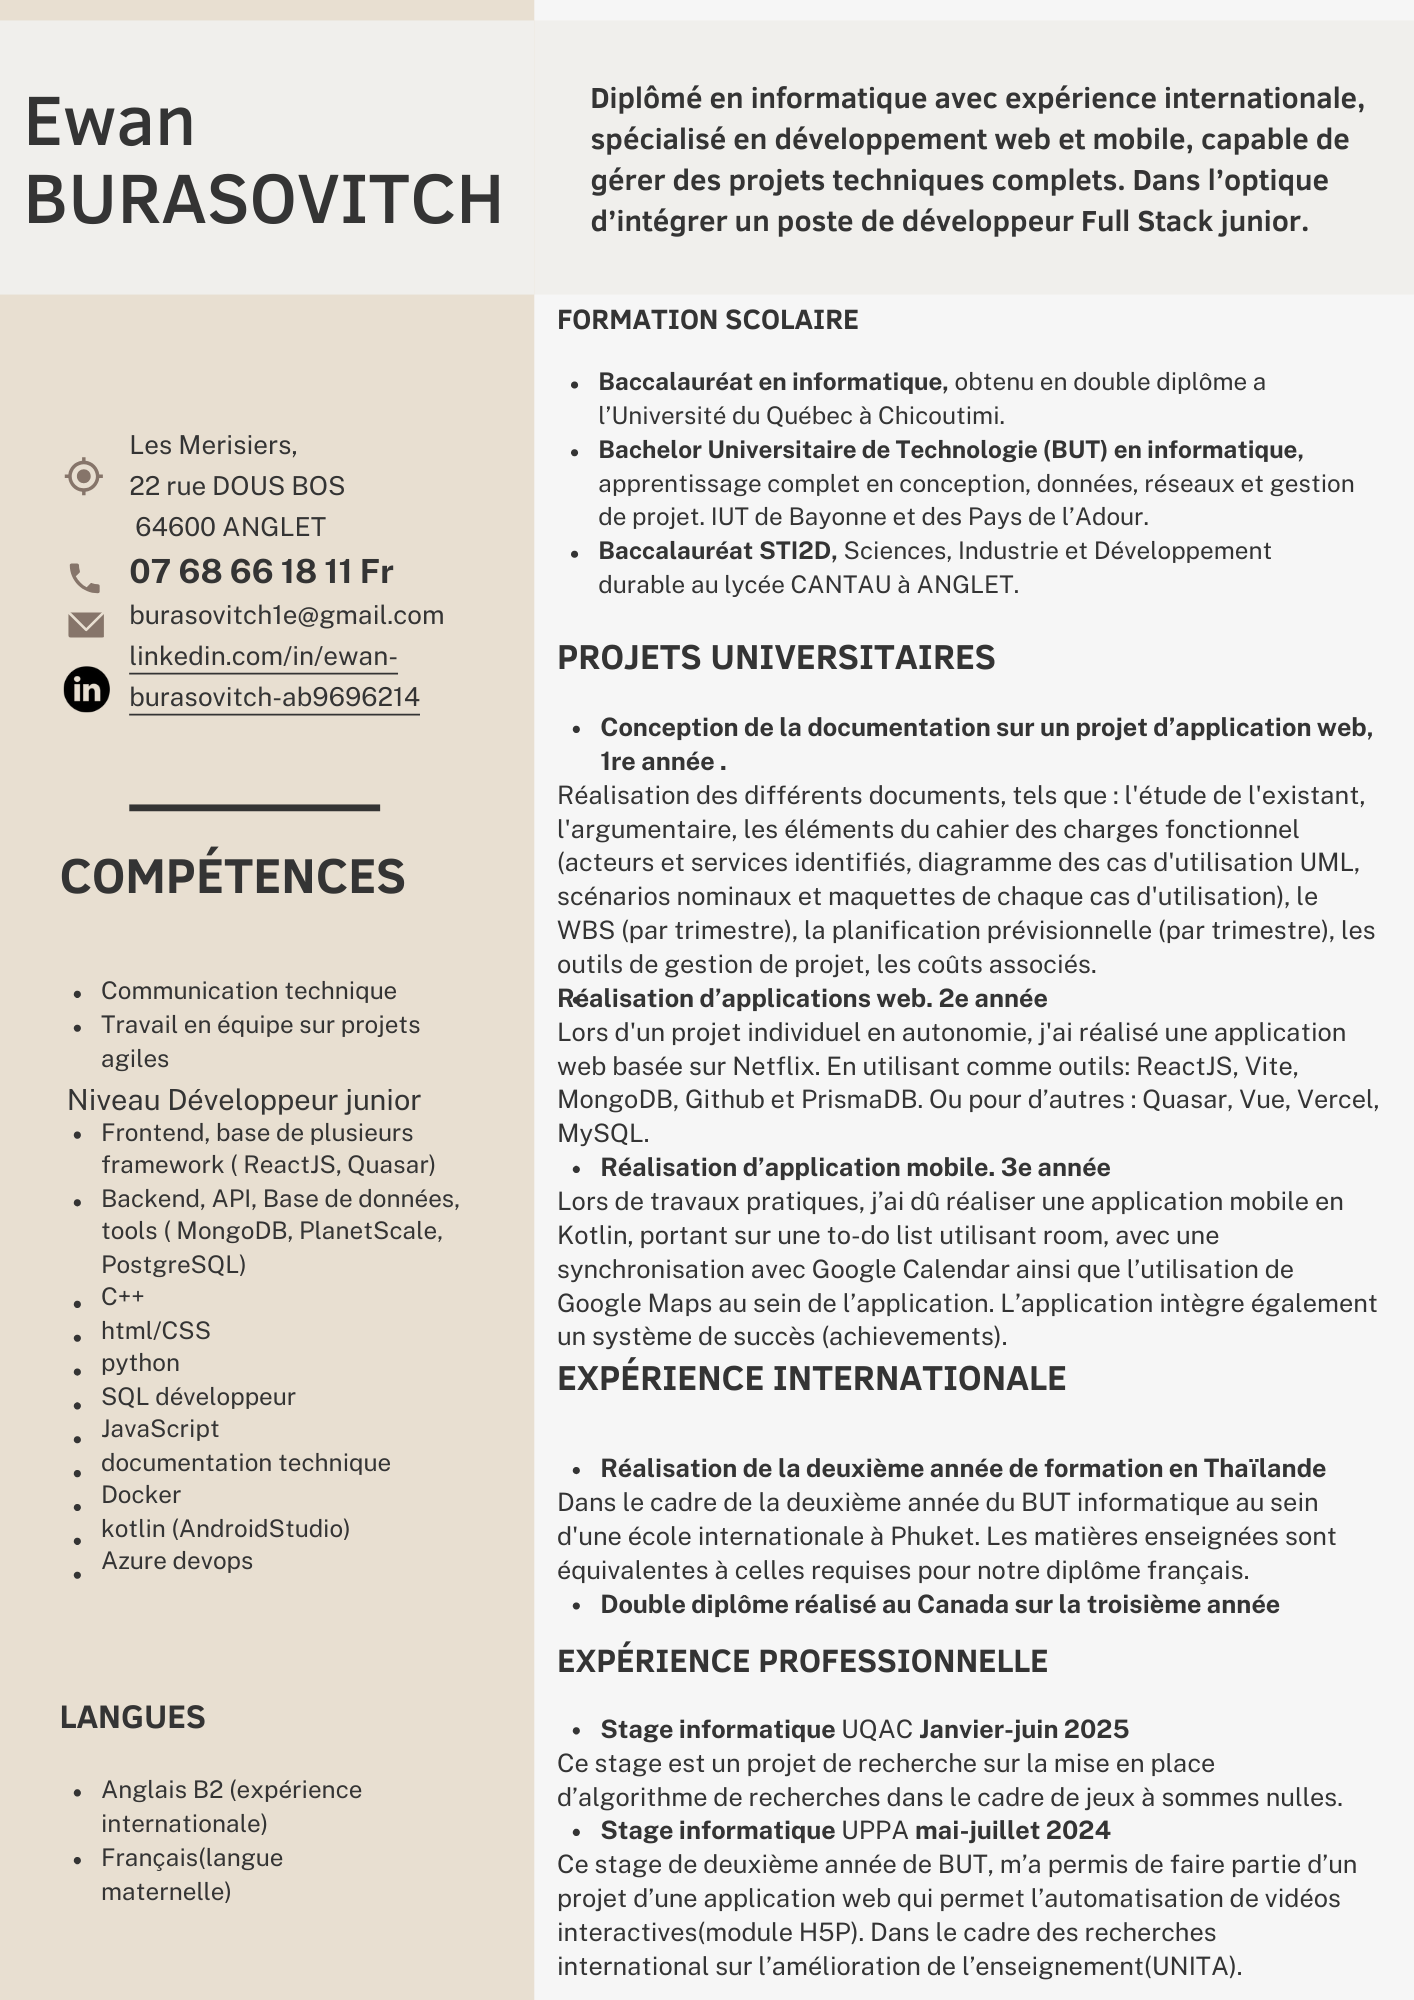 Ewan
BURASOVITCH
Diplômé en informatique avec expérience internationale,
spécialisé en développement web et mobile, capable de
gérer des projets techniques complets. Dans l’optique
d’intégrer un poste de développeur Full Stack junior.
Les Merisiers,
22 rue DOUS BOS
64600 ANGLET
07 68 66 18 11 Fr
burasovitch1e@gmail.com
linkedin.com/in/ewan-
burasovitch-ab9696214
COMPÉTENCES
• Communication technique
• Travail en équipe sur projets
agiles
Niveau Développeur junior
• Frontend, base de plusieurs
framework ( ReactJS, Quasar)
• Backend, API, Base de données,
tools ( MongoDB, PlanetScale,
PostgreSQL)
• C++
• html/CSS
• python
• SQL développeur
• JavaScript
• documentation technique
• Docker
• kotlin (AndroidStudio)
• Azure devops
LANGUES
• Anglais B2 (expérience
internationale)
• Français(langue
maternelle)
FORMATION SCOLAIRE
• Baccalauréat en informatique, obtenu en double diplôme a
l’Université du Québec à Chicoutimi.
• Bachelor Universitaire de Technologie (BUT) en informatique,
apprentissage complet en conception, données, réseaux et gestion
de projet. IUT de Bayonne et des Pays de l’Adour.
• Baccalauréat STI2D, Sciences, Industrie et Développement
durable au lycée CANTAU à ANGLET.
PROJETS UNIVERSITAIRES
• Conception de la documentation sur un projet d’application web,
1re année .
Réalisation des différents documents, tels que : l'étude de l'existant,
l'argumentaire, les éléments du cahier des charges fonctionnel
(acteurs et services identifiés, diagramme des cas d'utilisation UML,
scénarios nominaux et maquettes de chaque cas d'utilisation), le
WBS (par trimestre), la planification prévisionnelle (par trimestre), les
outils de gestion de projet, les coûts associés.
• Réalisation d’applications web. 2e année
Lors d'un projet individuel en autonomie, j'ai réalisé une application
web basée sur Netflix. En utilisant comme outils: ReactJS, Vite,
MongoDB, Github et PrismaDB. Ou pour d’autres : Quasar, Vue, Vercel,
MySQL.
• Réalisation d’application mobile. 3e année
Lors de travaux pratiques, j’ai dû réaliser une application mobile en
Kotlin, portant sur une to-do list utilisant room, avec une
synchronisation avec Google Calendar ainsi que l’utilisation de
Google Maps au sein de l’application. L’application intègre également
un système de succès (achievements).
EXPÉRIENCE INTERNATIONALE
• Réalisation de la deuxième année de formation en Thaïlande
Dans le cadre de la deuxième année du BUT informatique au sein
d'une école internationale à Phuket. Les matières enseignées sont
équivalentes à celles requises pour notre diplôme français.
• Double diplôme réalisé au Canada sur la troisième année
EXPÉRIENCE PROFESSIONNELLE
• Stage informatique UQAC Janvier-juin 2025
Ce stage est un projet de recherche sur la mise en place
d’algorithme de recherches dans le cadre de jeux à sommes nulles.
• Stage informatique UPPA mai-juillet 2024
Ce stage de deuxième année de BUT, m’a permis de faire partie d’un
projet d’une application web qui permet l’automatisation de vidéos
interactives(module H5P). Dans le cadre des recherches
international sur l’amélioration de l’enseignement(UNITA).